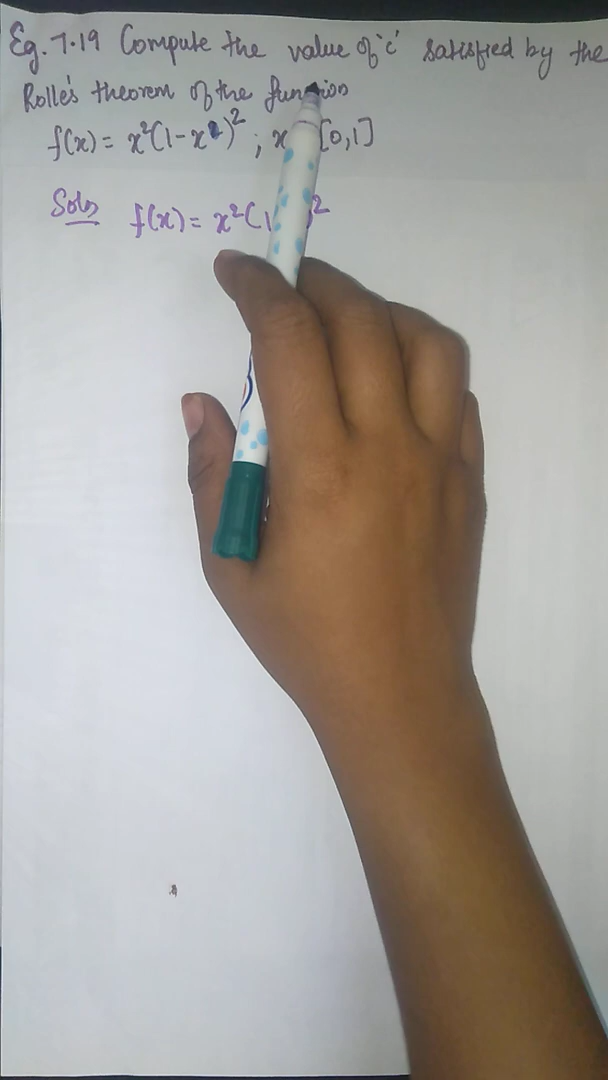 Eg. 7.19 Compute the value of 'c' satisfied by the
Rolle's theorem of the function
f(x) = x²(1-x)² ; x [0,1]
Soln f(x) = x²(1 )²